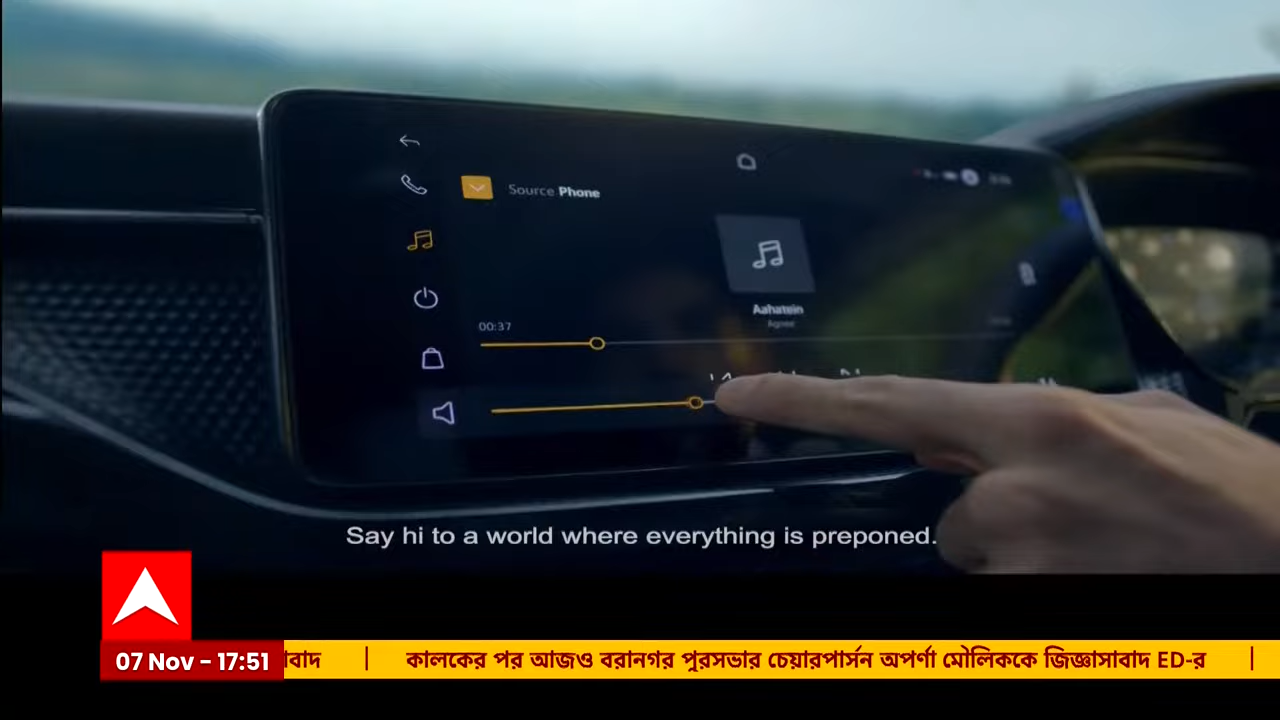 Source Phone
Aahatein
Agnee
00:37
Say hi to a world where everything is preponed.
07 Nov - 17:51
কালকের পর আজও বরানগর পুরসভার চেয়ারপার্সন অপর্ণা মৌলিককে জিজ্ঞাসাবাদ ED-র